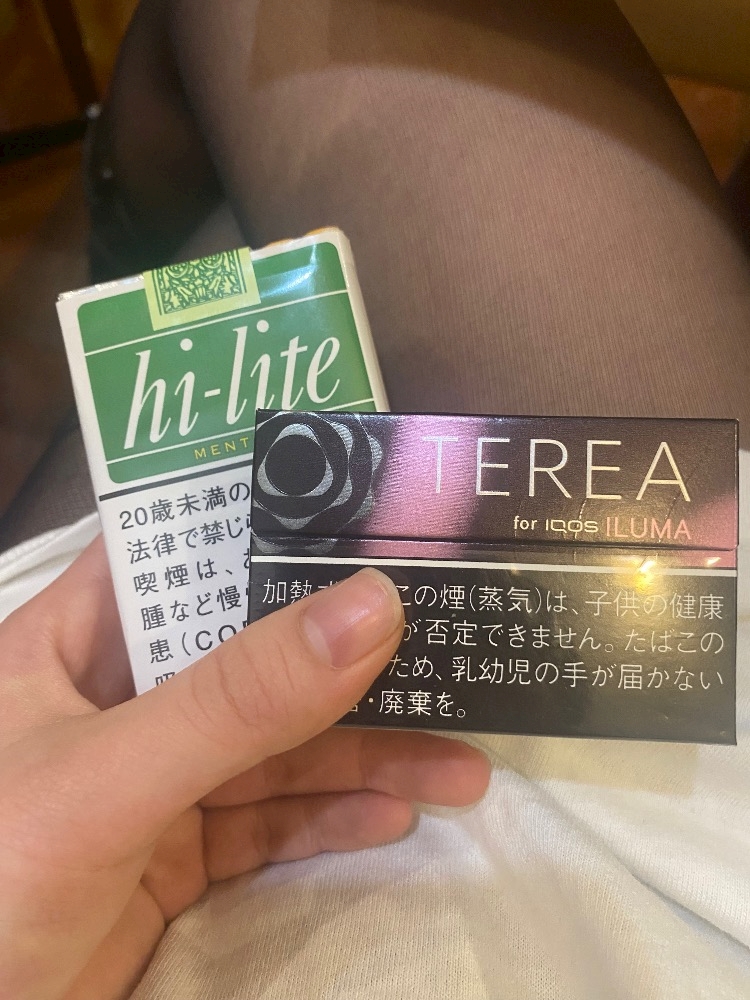 hi-lite
MENT
20歳未満の
法律で禁じ
喫煙は、
腫など慢
患(CO
TEREA
for IQOS ILUMA
加熱 この煙(蒸気)は、子供の健康
が否定できません。たばこの
ため、乳幼児の手が届かない
・廃棄を。